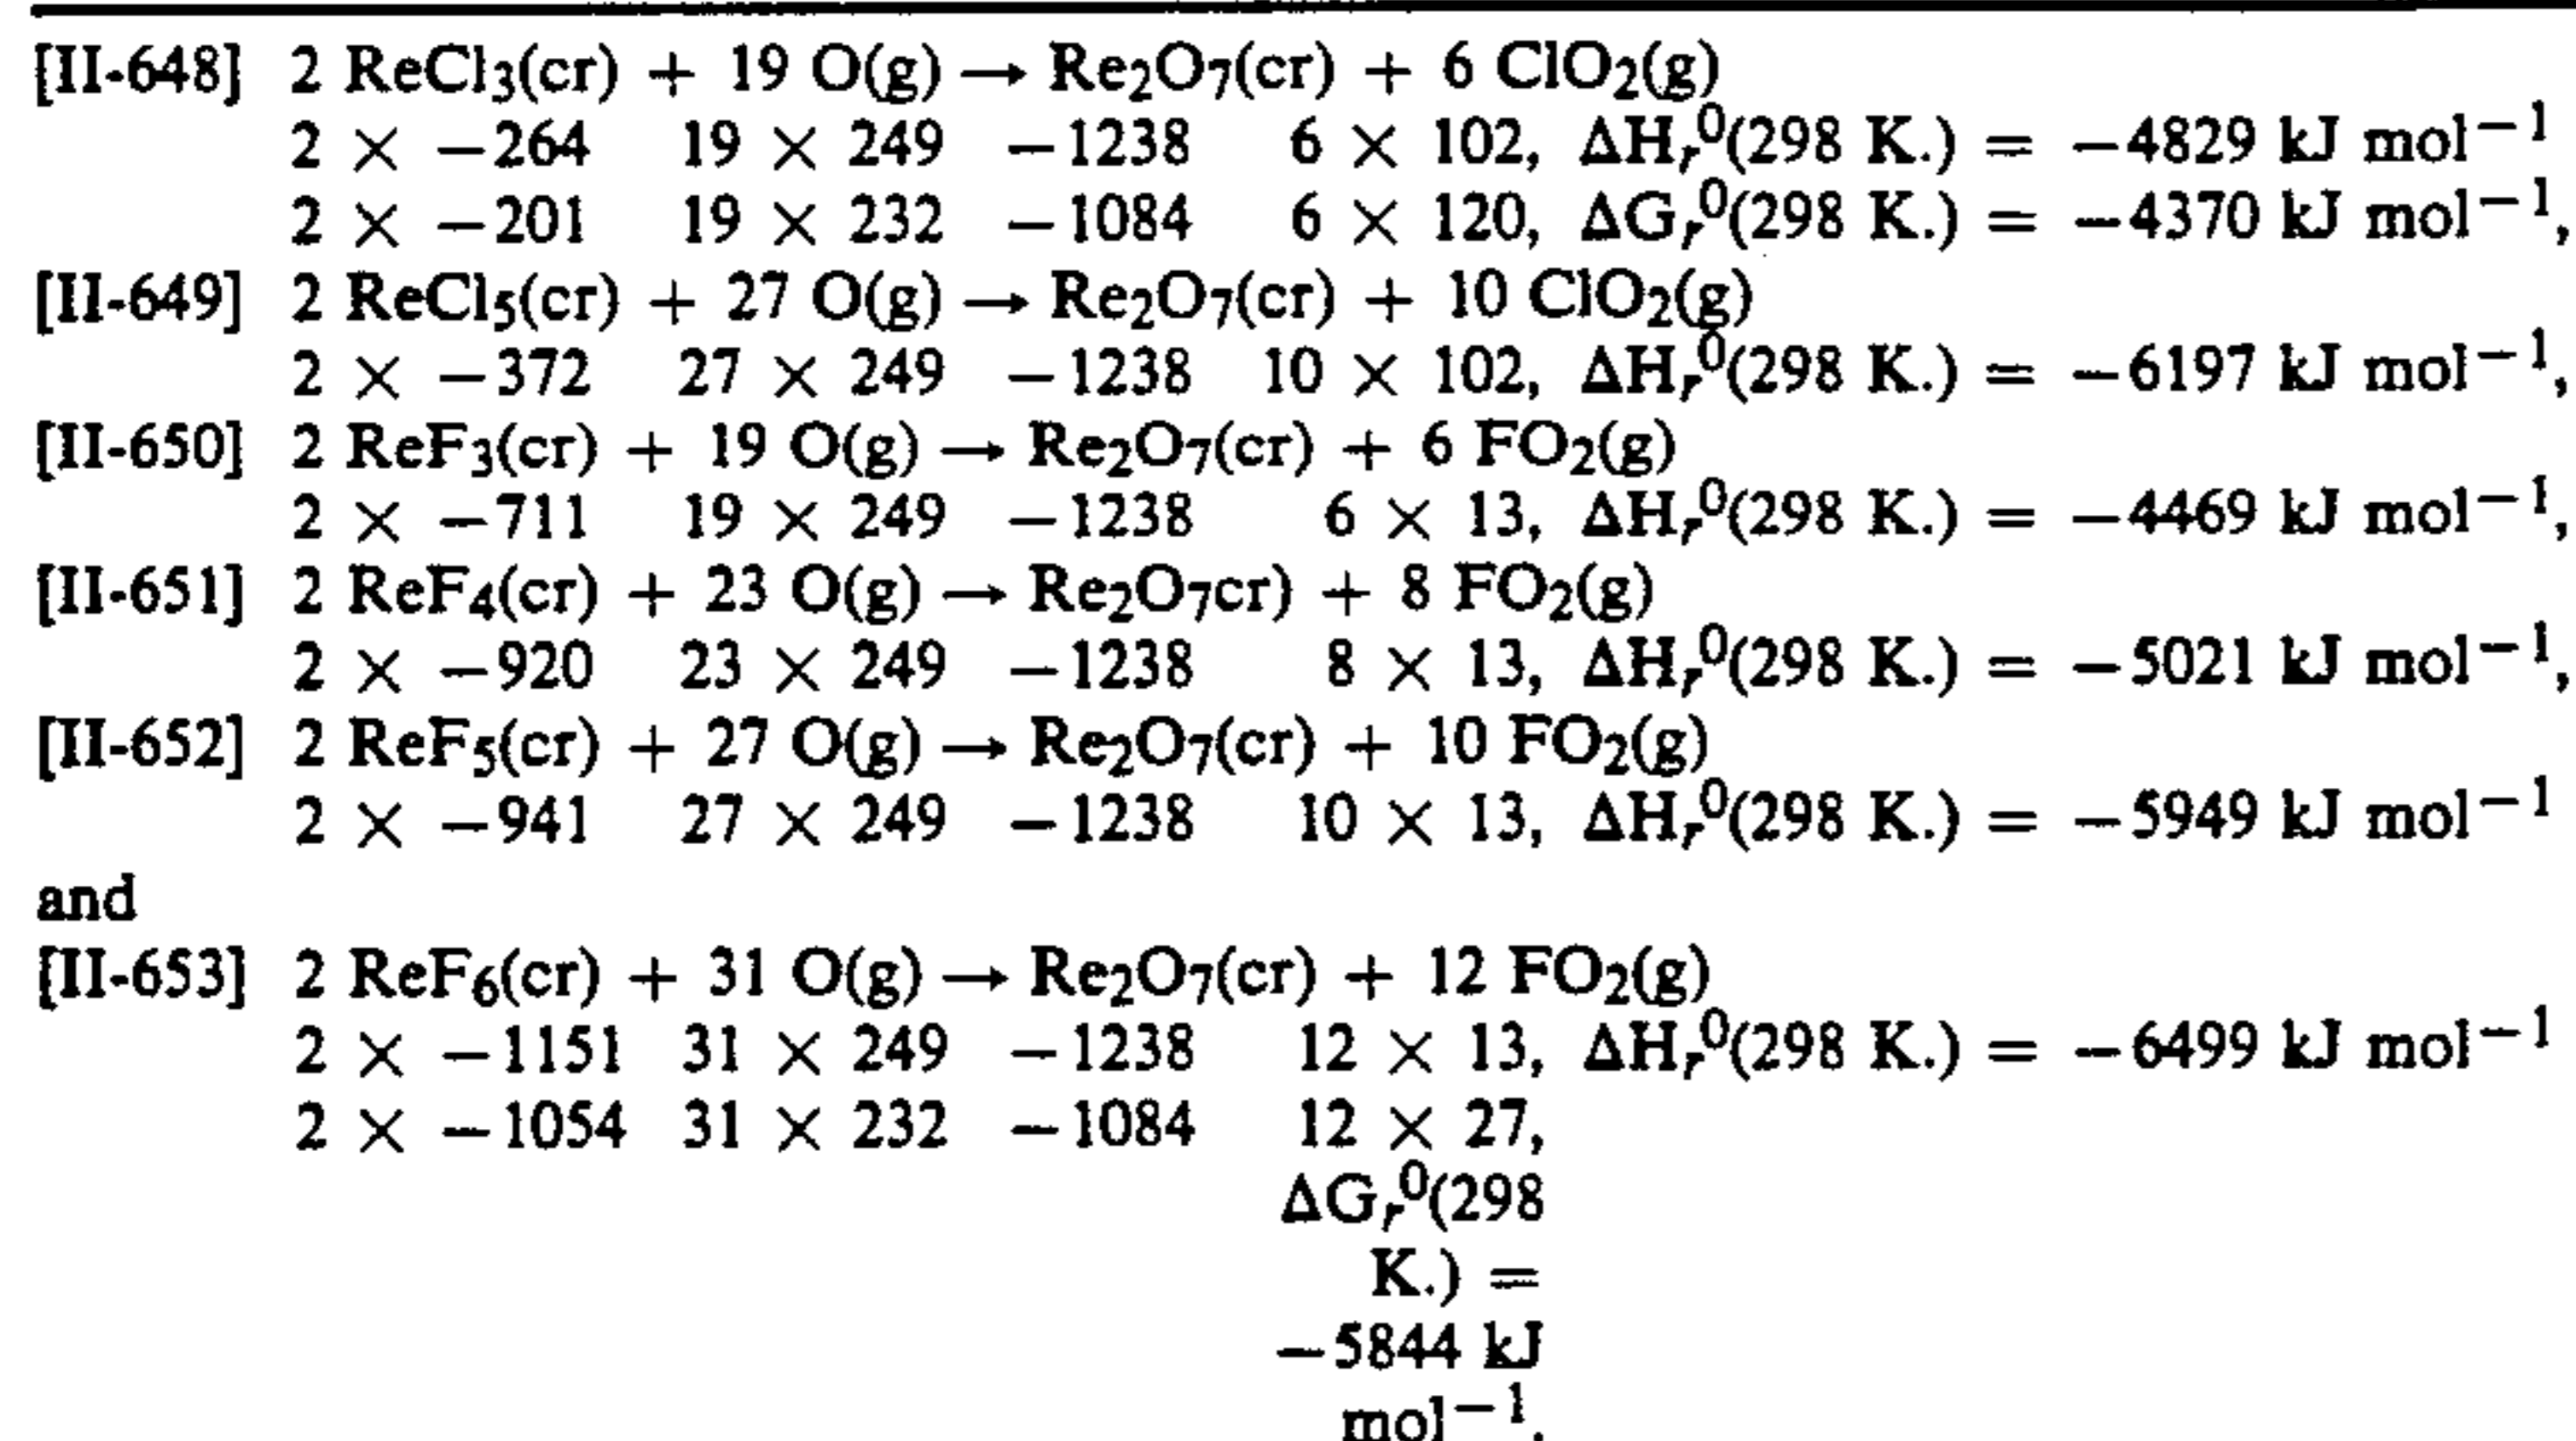 [II-648] 2 ReCl₃(cr) + 19 O(g) → Re₂O₇(cr) + 6 ClO₂(g)
2 × −264 19 × 249 −1238 6 × 102, ΔHᵣ⁰(298 K.) = −4829 kJ mol⁻¹
2 × −201 19 × 232 −1084 6 × 120, ΔGᵣ⁰(298 K.) = −4370 kJ mol⁻¹,
[II-649] 2 ReCl₅(cr) + 27 O(g) → Re₂O₇(cr) + 10 ClO₂(g)
2 × −372 27 × 249 −1238 10 × 102, ΔHᵣ⁰(298 K.) = −6197 kJ mol⁻¹,
[II-650] 2 ReF₃(cr) + 19 O(g) → Re₂O₇(cr) + 6 FO₂(g)
2 × −711 19 × 249 −1238 6 × 13, ΔHᵣ⁰(298 K.) = −4469 kJ mol⁻¹,
[II-651] 2 ReF₄(cr) + 23 O(g) → Re₂O₇cr) + 8 FO₂(g)
2 × −920 23 × 249 −1238 8 × 13, ΔHᵣ⁰(298 K.) = −5021 kJ mol⁻¹,
[II-652] 2 ReF₅(cr) + 27 O(g) → Re₂O₇(cr) + 10 FO₂(g)
2 × −941 27 × 249 −1238 10 × 13, ΔHᵣ⁰(298 K.) = −5949 kJ mol⁻¹
and
[II-653] 2 ReF₆(cr) + 31 O(g) → Re₂O₇(cr) + 12 FO₂(g)
2 × −1151 31 × 249 −1238 12 × 13, ΔHᵣ⁰(298 K.) = −6499 kJ mol⁻¹
2 × −1054 31 × 232 −1084 12 × 27,
ΔGᵣ⁰(298
K.) =
−5844 kJ
mol⁻¹.